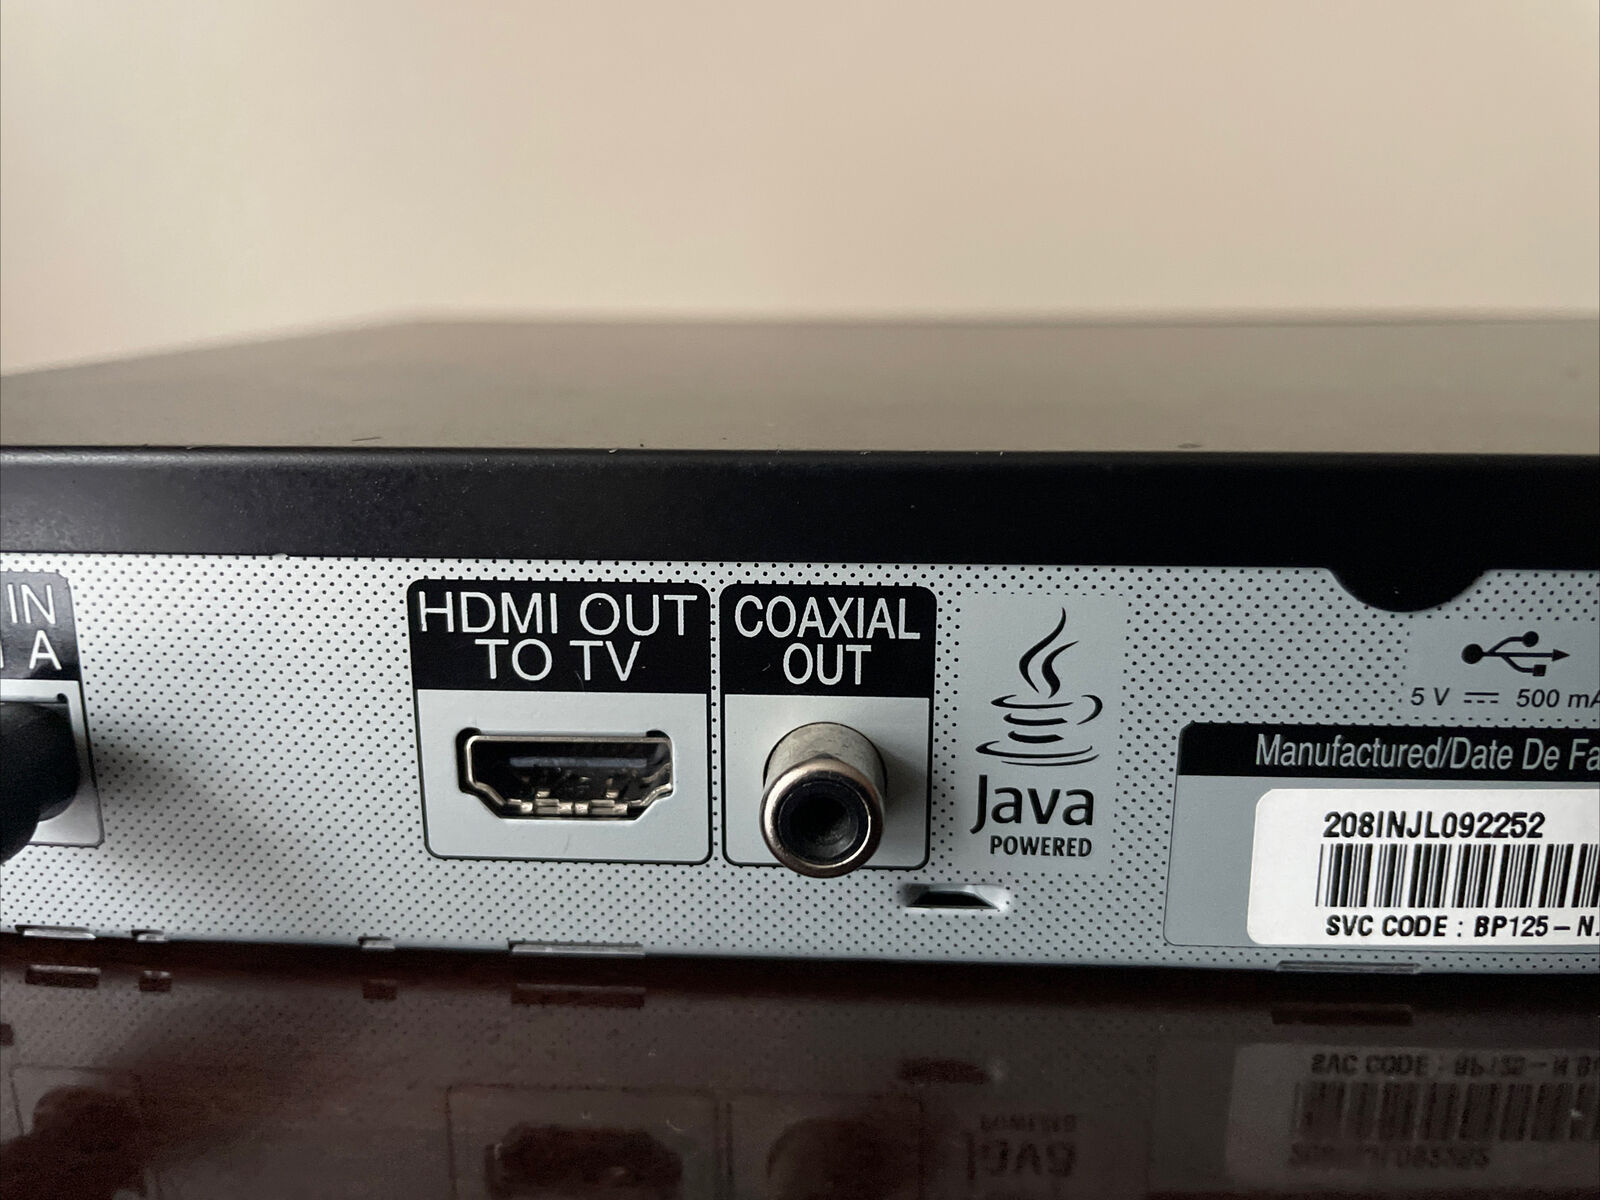 IN
A
HDMI OUT
TO TV
COAXIAL
OUT
Java
POWERED
5 V ⎓ 500 mA
Manufactured/Date De Fa
208INJL092252
SVC CODE : BP125-N.